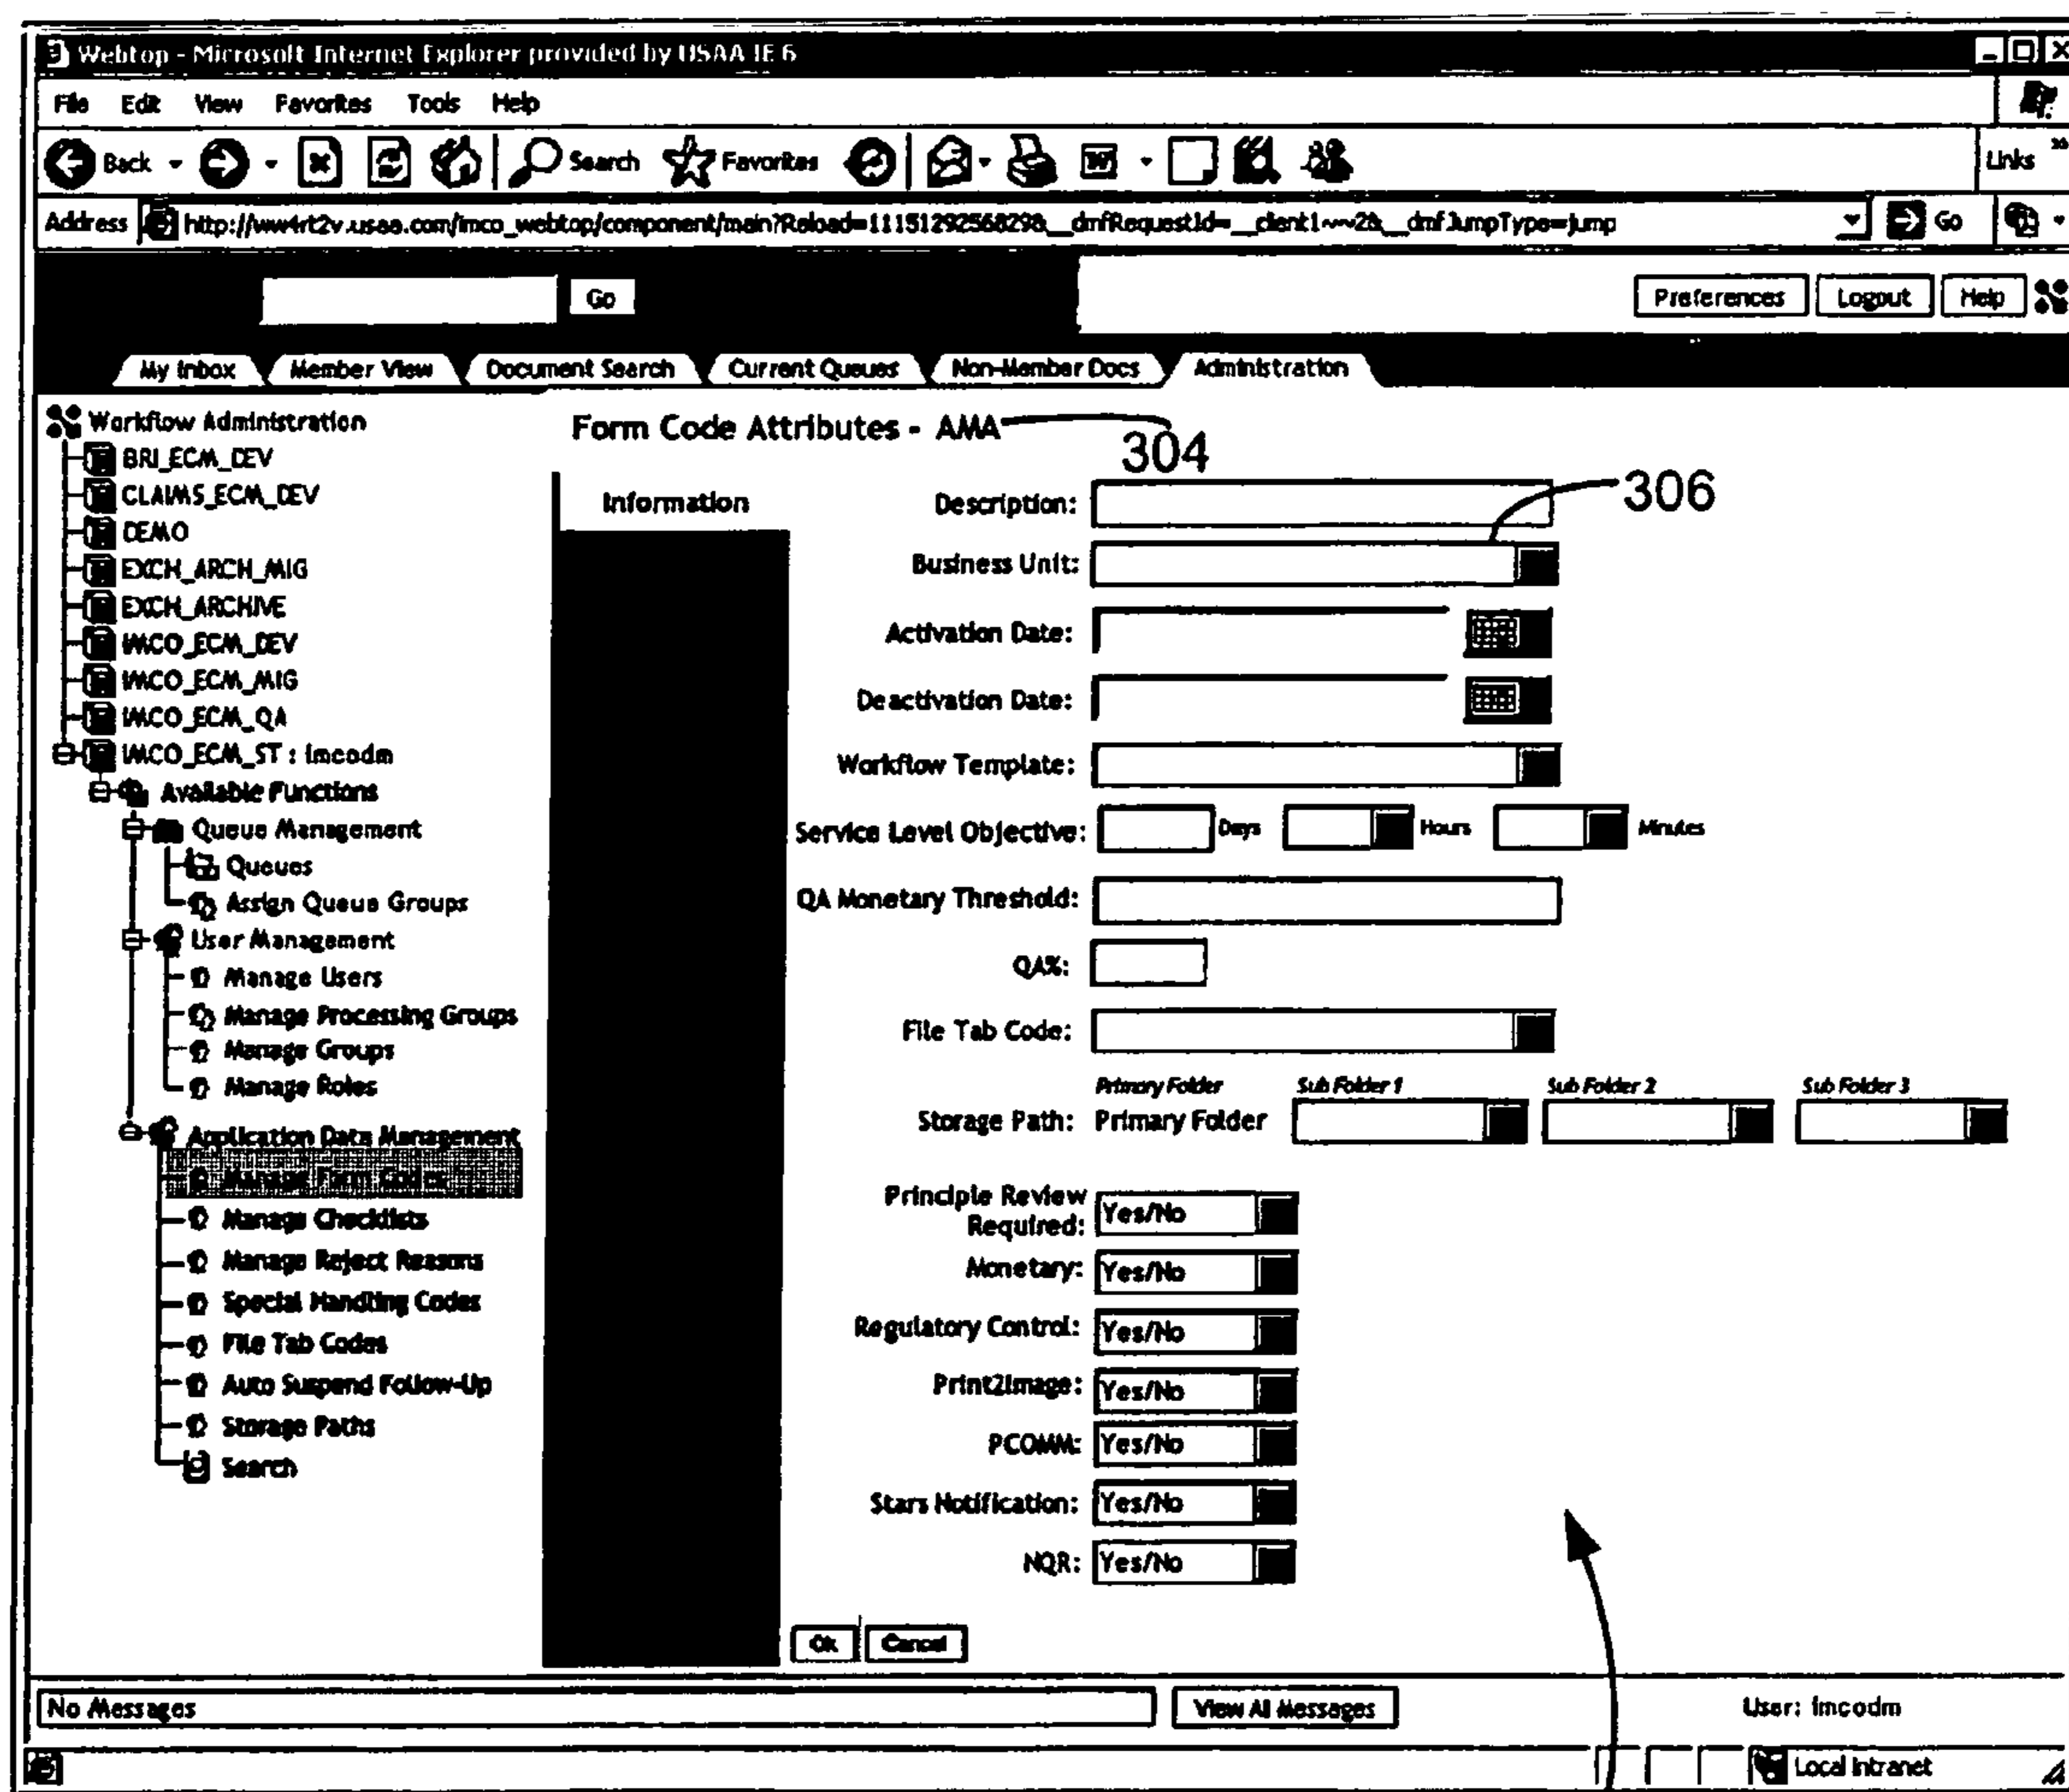 Webtop - Microsoft Internet Explorer provided by USAA IE 6
File Edit View Favorites Tools Help
Back Search Favorites Links
Address http://ww4rt2v.usaa.com/imco_webtop/component/main?Reload=1115129256829&__dmfRequestId=__client1~~2&__dmfJumpType=jump Go
Go Preferences Logout Help
My Inbox Member View Document Search Current Queues Non-Member Docs Administration
Workflow Administration
BRI_ECM_DEV
CLAIMS_ECM_DEV
DEMO
EXCH_ARCH_MIG
EXCH_ARCHIVE
IMCO_ECM_DEV
IMCO_ECM_MIG
IMCO_ECM_QA
IMCO_ECM_ST : imcodm
Available Functions
Queue Management
Queues
Assign Queue Groups
User Management
Manage Users
Manage Processing Groups
Manage Groups
Manage Roles
Application Data Management
Manage Form Codes
Manage Checklists
Manage Reject Reasons
Special Handling Codes
File Tab Codes
Auto Suspend Follow-Up
Storage Paths
Search
Form Code Attributes - AMA
304
Information
Description:
306
Business Unit:
Activation Date:
Deactivation Date:
Workflow Template:
Service Level Objective: Days Hours Minutes
QA Monetary Threshold:
QA%:
File Tab Code:
Primary Folder Sub Folder 1 Sub Folder 2 Sub Folder 3
Storage Path: Primary Folder
Principle Review
Required: Yes/No
Monetary: Yes/No
Regulatory Control: Yes/No
Print2Image: Yes/No
PCOMM: Yes/No
Stars Notification: Yes/No
NQR: Yes/No
Ok Cancel
No Messages View All Messages User: imcodm
Local intranet